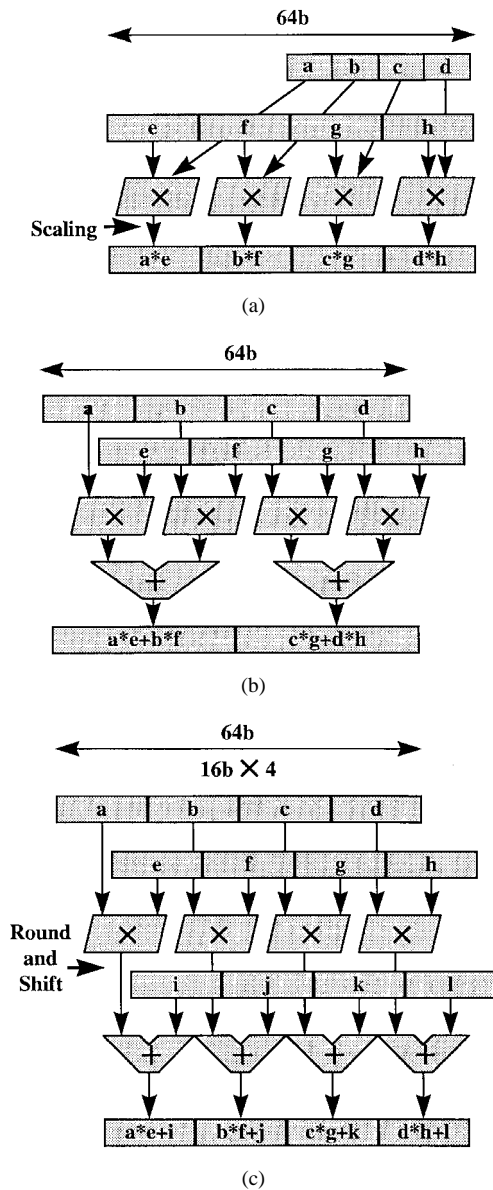 64b
a b c d
e f g h
× × × ×
Scaling
a*e b*f c*g d*h
(a)
64b
a b c d
e f g h
× × × ×
+ +
a*e+b*f c*g+d*h
(b)
64b
16b × 4
a b c d
e f g h
× × × ×
Round
and
Shift
i j k l
+ + + +
a*e+i b*f+j c*g+k d*h+l
(c)